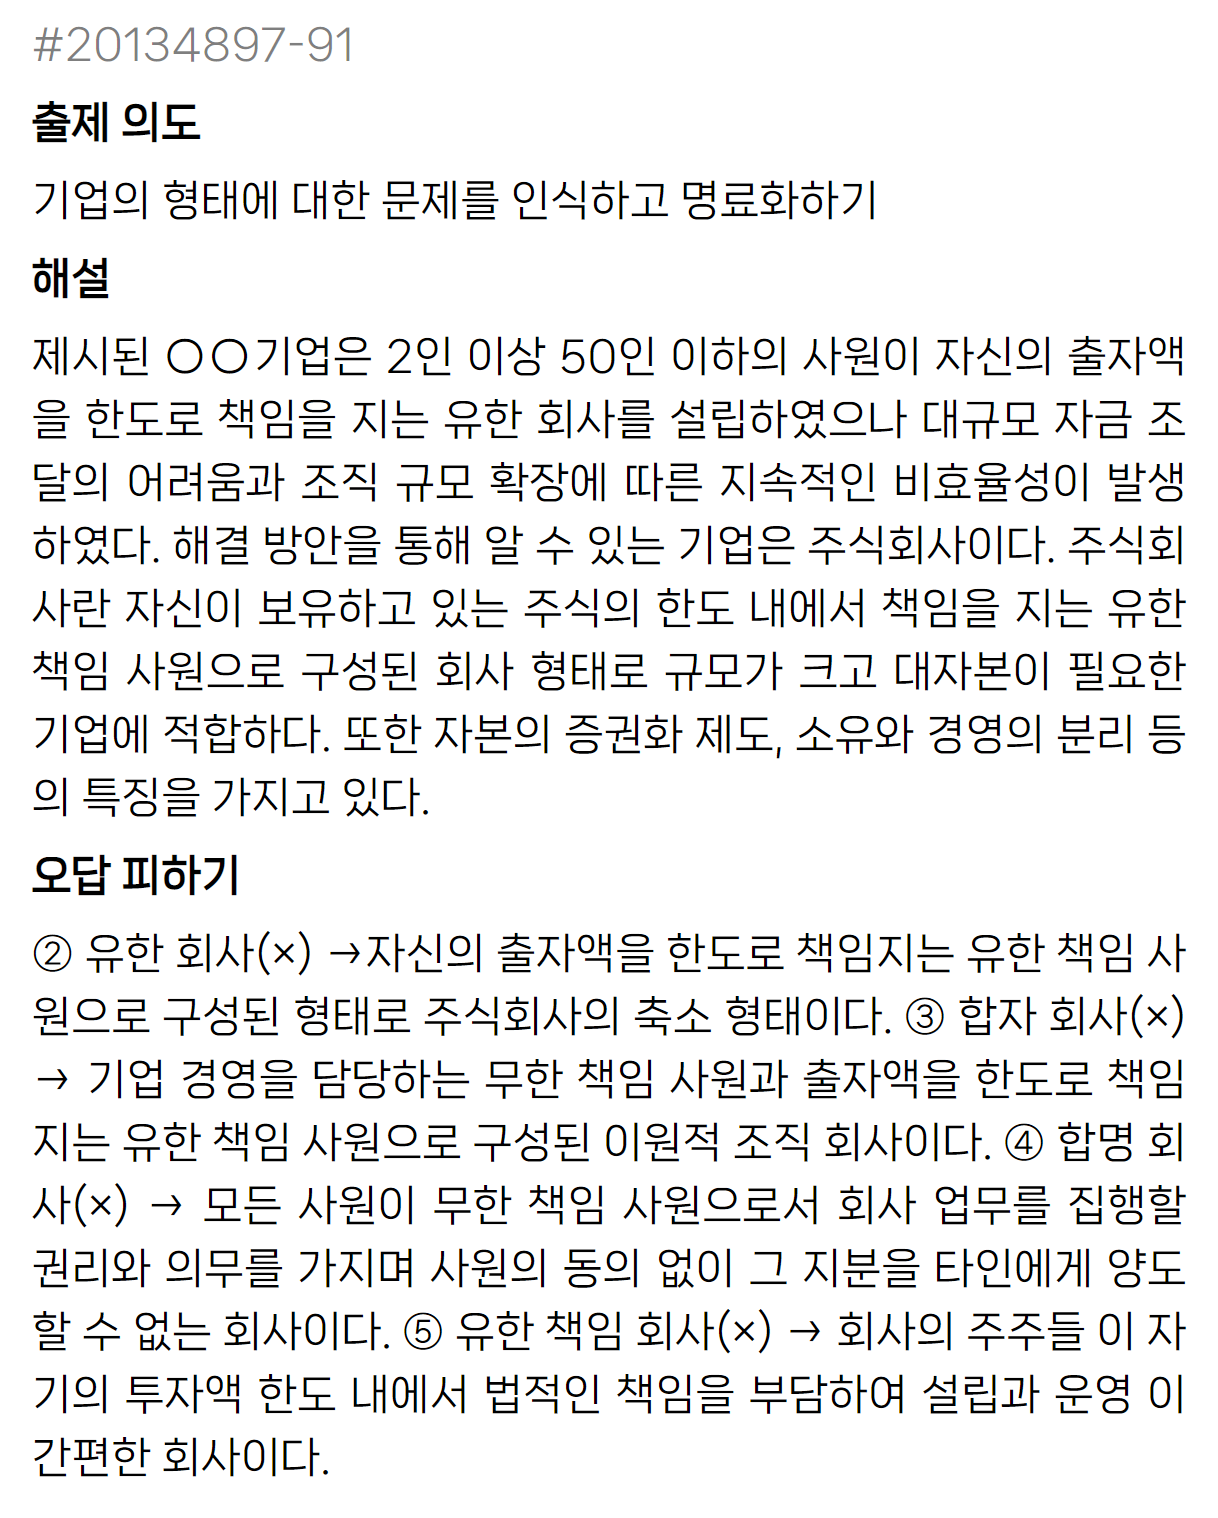 #20134897-91
출제 의도
기업의 형태에 대한 문제를 인식하고 명료화하기
해설
제시된 ○○기업은 2인 이상 50인 이하의 사원이 자신의 출자액
을 한도로 책임을 지는 유한 회사를 설립하였으나 대규모 자금 조
달의 어려움과 조직 규모 확장에 따른 지속적인 비효율성이 발생
하였다. 해결 방안을 통해 알 수 있는 기업은 주식회사이다. 주식회
사란 자신이 보유하고 있는 주식의 한도 내에서 책임을 지는 유한
책임 사원으로 구성된 회사 형태로 규모가 크고 대자본이 필요한
기업에 적합하다. 또한 자본의 증권화 제도, 소유와 경영의 분리 등
의 특징을 가지고 있다.
오답 피하기
② 유한 회사(×) →자신의 출자액을 한도로 책임지는 유한 책임 사
원으로 구성된 형태로 주식회사의 축소 형태이다. ③ 합자 회사(×)
→ 기업 경영을 담당하는 무한 책임 사원과 출자액을 한도로 책임
지는 유한 책임 사원으로 구성된 이원적 조직 회사이다. ④ 합명 회
사(×) → 모든 사원이 무한 책임 사원으로서 회사 업무를 집행할
권리와 의무를 가지며 사원의 동의 없이 그 지분을 타인에게 양도
할 수 없는 회사이다. ⑤ 유한 책임 회사(×) → 회사의 주주들 이 자
기의 투자액 한도 내에서 법적인 책임을 부담하여 설립과 운영 이
간편한 회사이다.